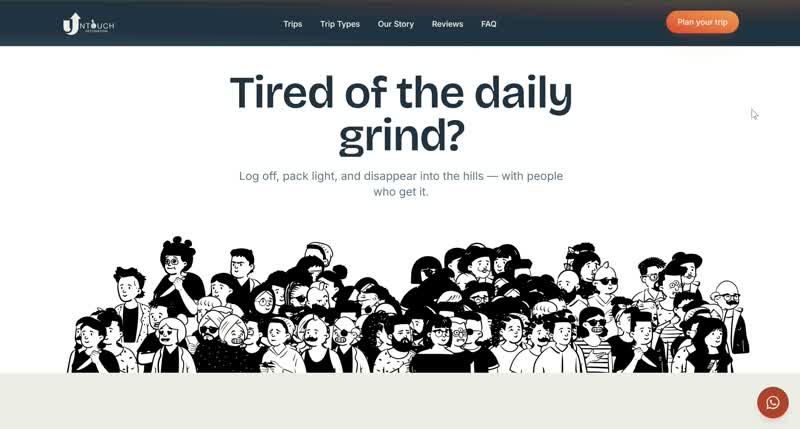 UNTOUCH
Trips
Trip Types
Our Story
Reviews
FAQ
Plan your trip
Tired of the daily
grind?
Log off, pack light, and disappear into the hills — with people
who get it.